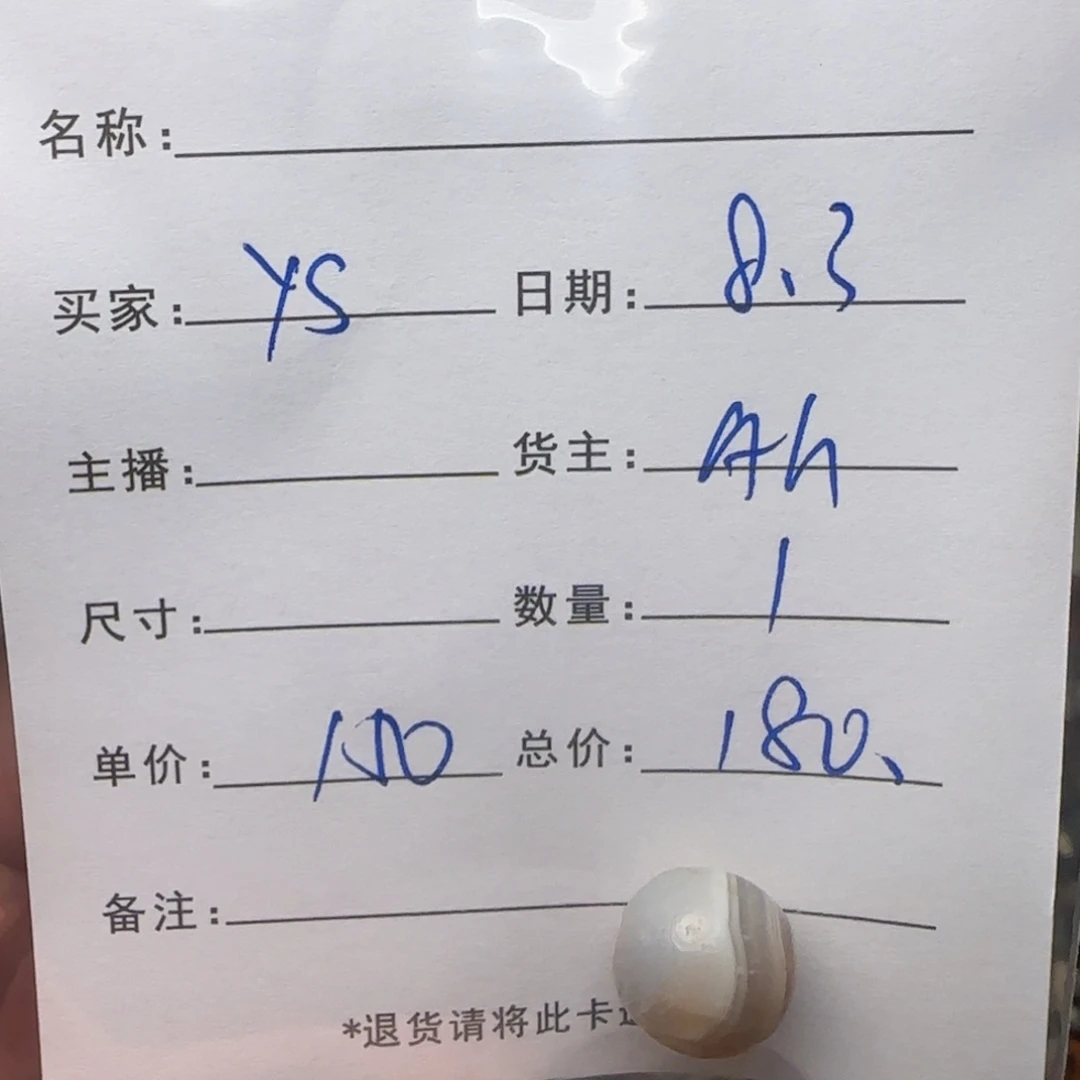 名称:
买家: YS 日期: 8.3
主播: 货主: Ah
尺寸: 数量: 1
单价: 150 总价: 180.
备注:
*退货请将此卡